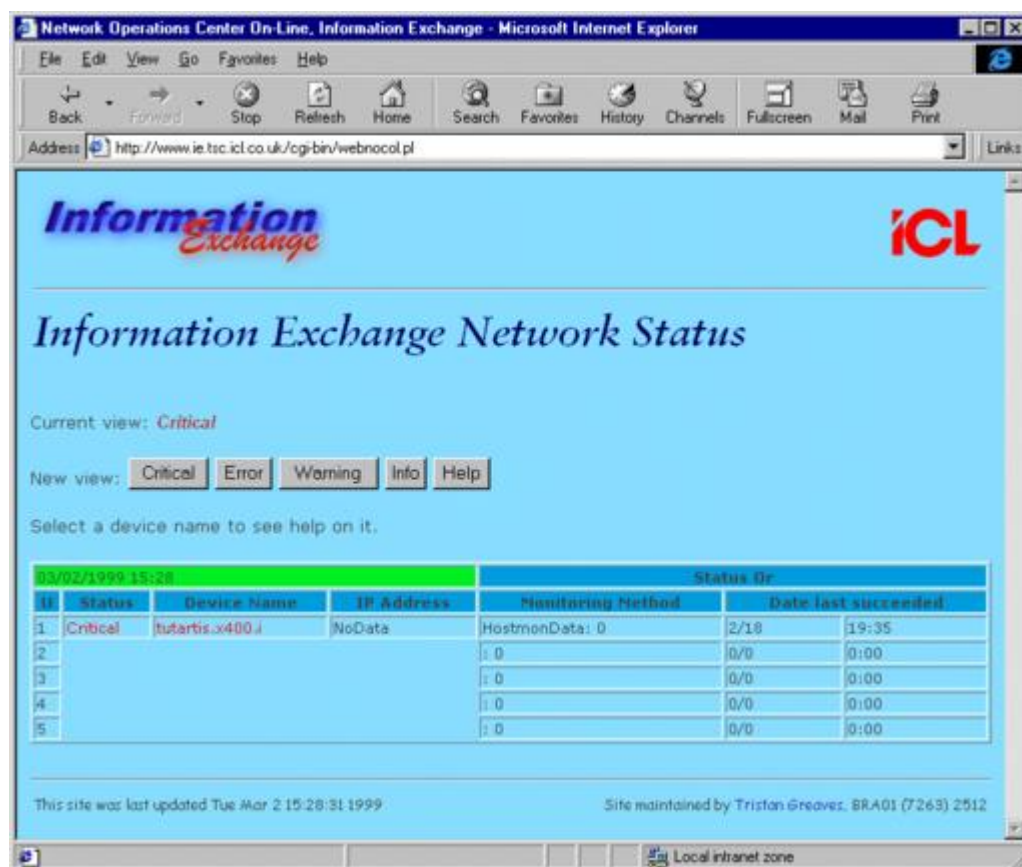 Network Operations Center On-Line, Information Exchange - Microsoft Internet Explorer
File Edit View Go Favorites Help
Back Forward Stop Refresh Home Search Favorites History Channels Fullscreen Mail Print
Address http://www.ie.tsc.icl.co.uk/cgi-bin/webnocol.pl Links
Information Exchange
ICL
Information Exchange Network Status
Current view: Critical
New view: Critical Error Warning Info Help
Select a device name to see help on it.
03/02/1999 15:28 Status Or
Status Device Name IP Address Monitoring Method Date last succeeded
1 Critical tutartis.x400.i NoData HostmonData: 0 2/18 19:35
2 : 0 0/0 0:00
3 : 0 0/0 0:00
4 : 0 0/0 0:00
5 : 0 0/0 0:00
This site was last updated Tue Mar 2 15:28:31 1999 Site maintained by Tristan Greaves, BRA01 (7263) 2512
Local intranet zone